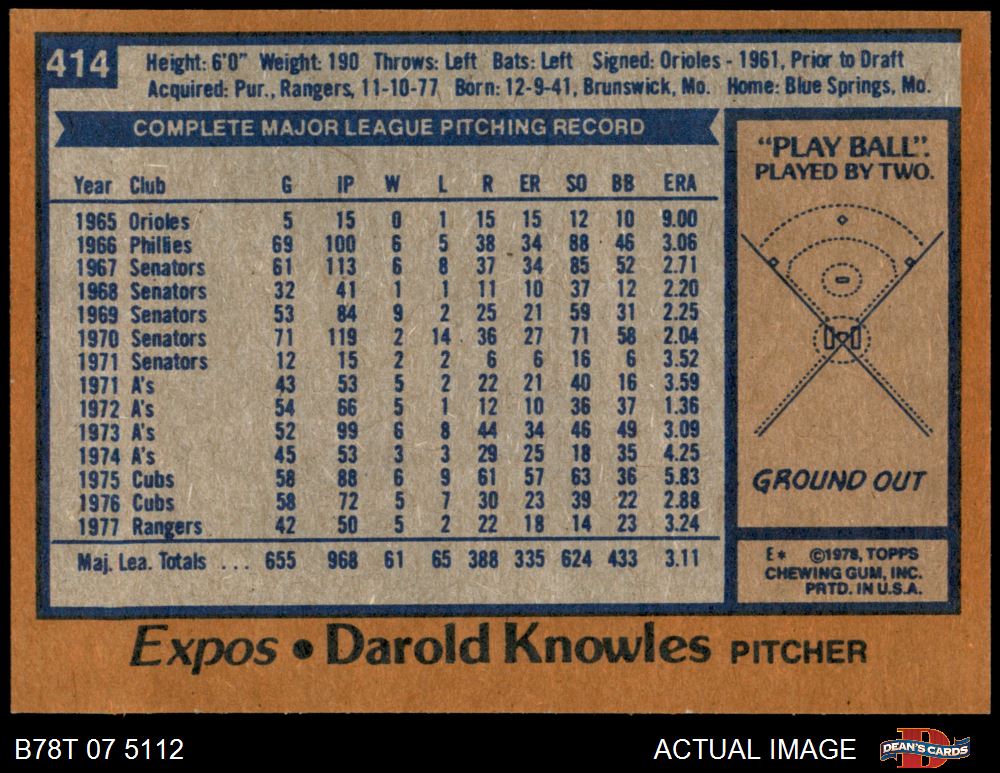 414
Height: 6'0" Weight: 190 Throws: Left Bats: Left Signed: Orioles - 1961, Prior to Draft
Acquired: Pur., Rangers, 11-10-77 Born: 12-9-41, Brunswick, Mo. Home: Blue Springs, Mo.
COMPLETE MAJOR LEAGUE PITCHING RECORD
Year Club G IP W L R ER SO BB ERA
1965 Orioles 5 15 0 1 15 15 12 10 9.00
1966 Phillies 69 100 6 5 38 34 88 46 3.06
1967 Senators 61 113 6 8 37 34 85 52 2.71
1968 Senators 32 41 1 1 11 10 37 12 2.20
1969 Senators 53 84 9 2 25 21 59 31 2.25
1970 Senators 71 119 2 14 36 27 71 58 2.04
1971 Senators 12 15 2 2 6 6 16 6 3.52
1971 A's 43 53 5 2 22 21 40 16 3.59
1972 A's 54 66 5 1 12 10 36 37 1.36
1973 A's 52 99 6 8 44 34 46 49 3.09
1974 A's 45 53 3 3 29 25 18 35 4.25
1975 Cubs 58 88 6 9 61 57 63 36 5.83
1976 Cubs 58 72 5 7 30 23 39 22 2.88
1977 Rangers 42 50 5 2 22 18 14 23 3.24
Maj. Lea. Totals ... 655 968 61 65 388 335 624 433 3.11
"PLAY BALL".
PLAYED BY TWO.
GROUND OUT
E* ©1978, TOPPS
CHEWING GUM, INC.
PRTD. IN U.S.A.
Expos • Darold Knowles PITCHER
B78T 07 5112
ACTUAL IMAGE
DEAN'S CARDS